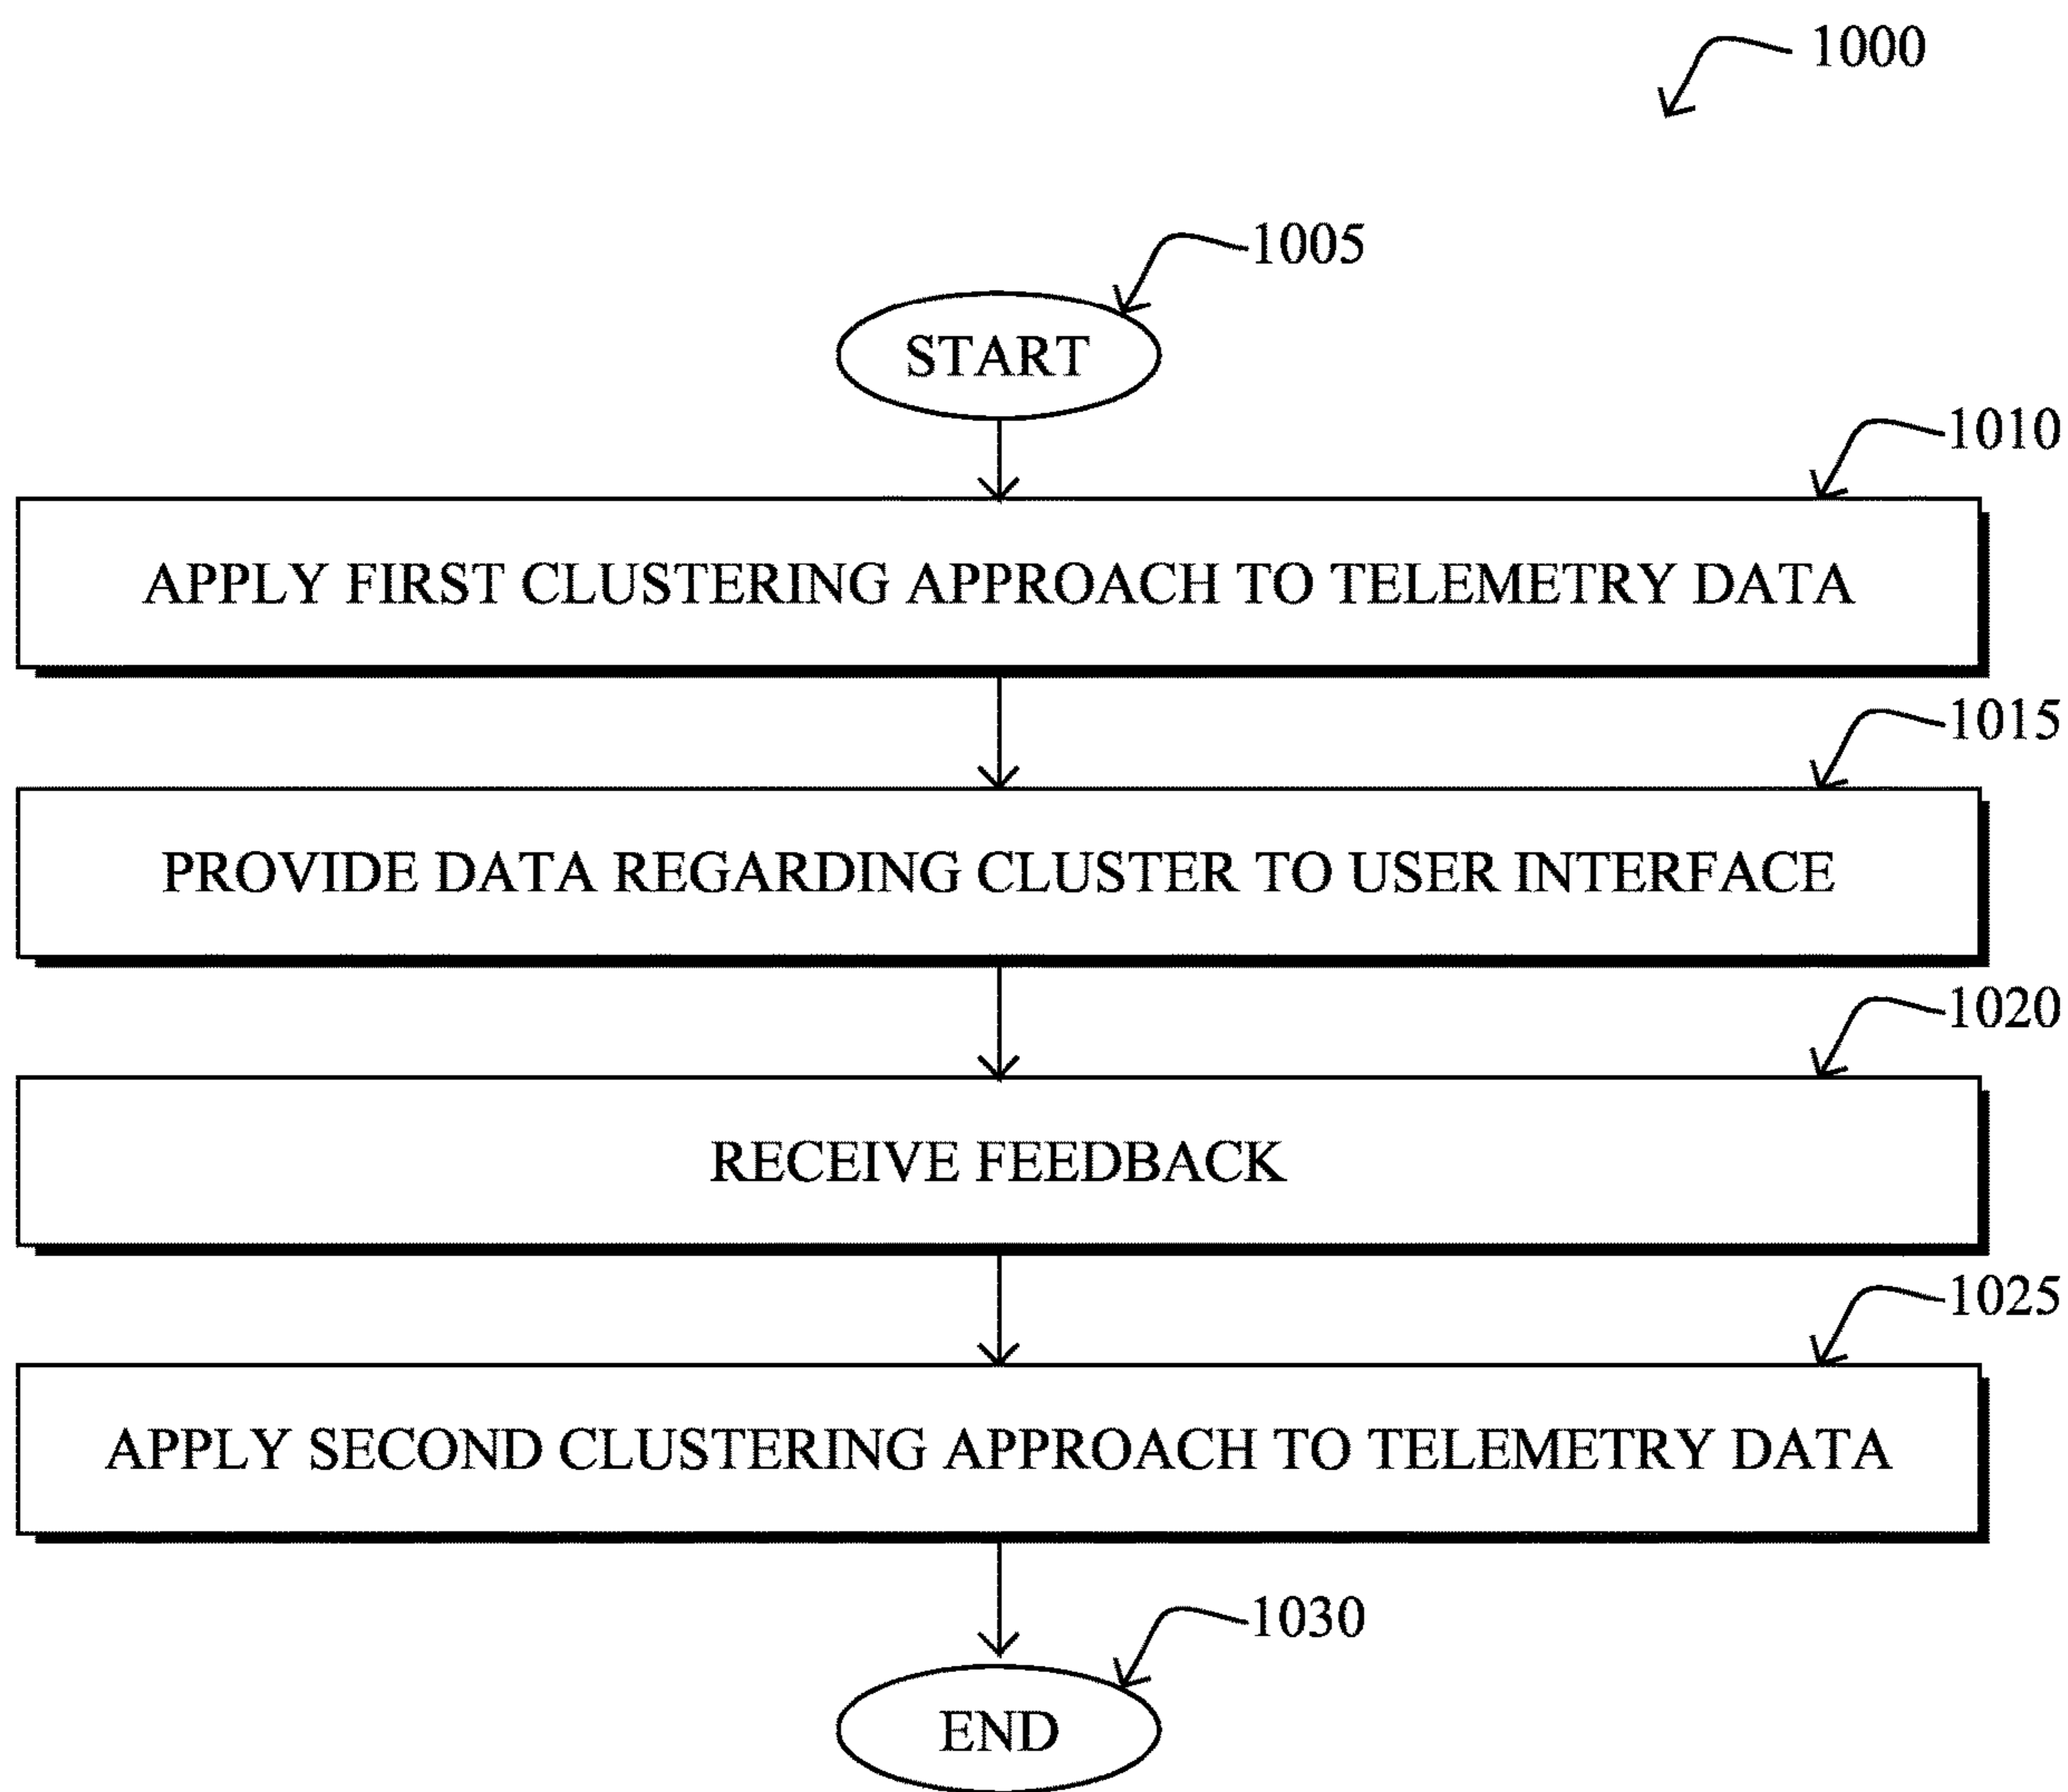 1000
1005
START
1010
APPLY FIRST CLUSTERING APPROACH TO TELEMETRY DATA
1015
PROVIDE DATA REGARDING CLUSTER TO USER INTERFACE
1020
RECEIVE FEEDBACK
1025
APPLY SECOND CLUSTERING APPROACH TO TELEMETRY DATA
1030
END